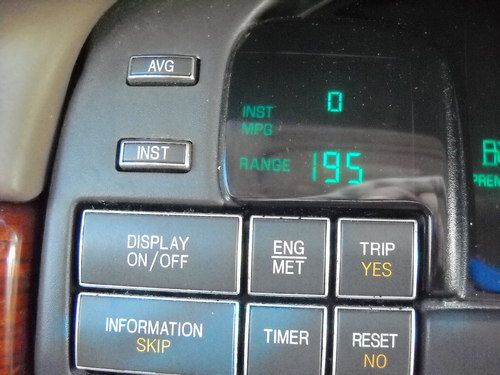 AVG
0
INST
MPG
INST
RANGE 195
DISPLAY
ON/OFF
ENG
MET
TRIP
YES
INFORMATION
SKIP
TIMER
RESET
NO